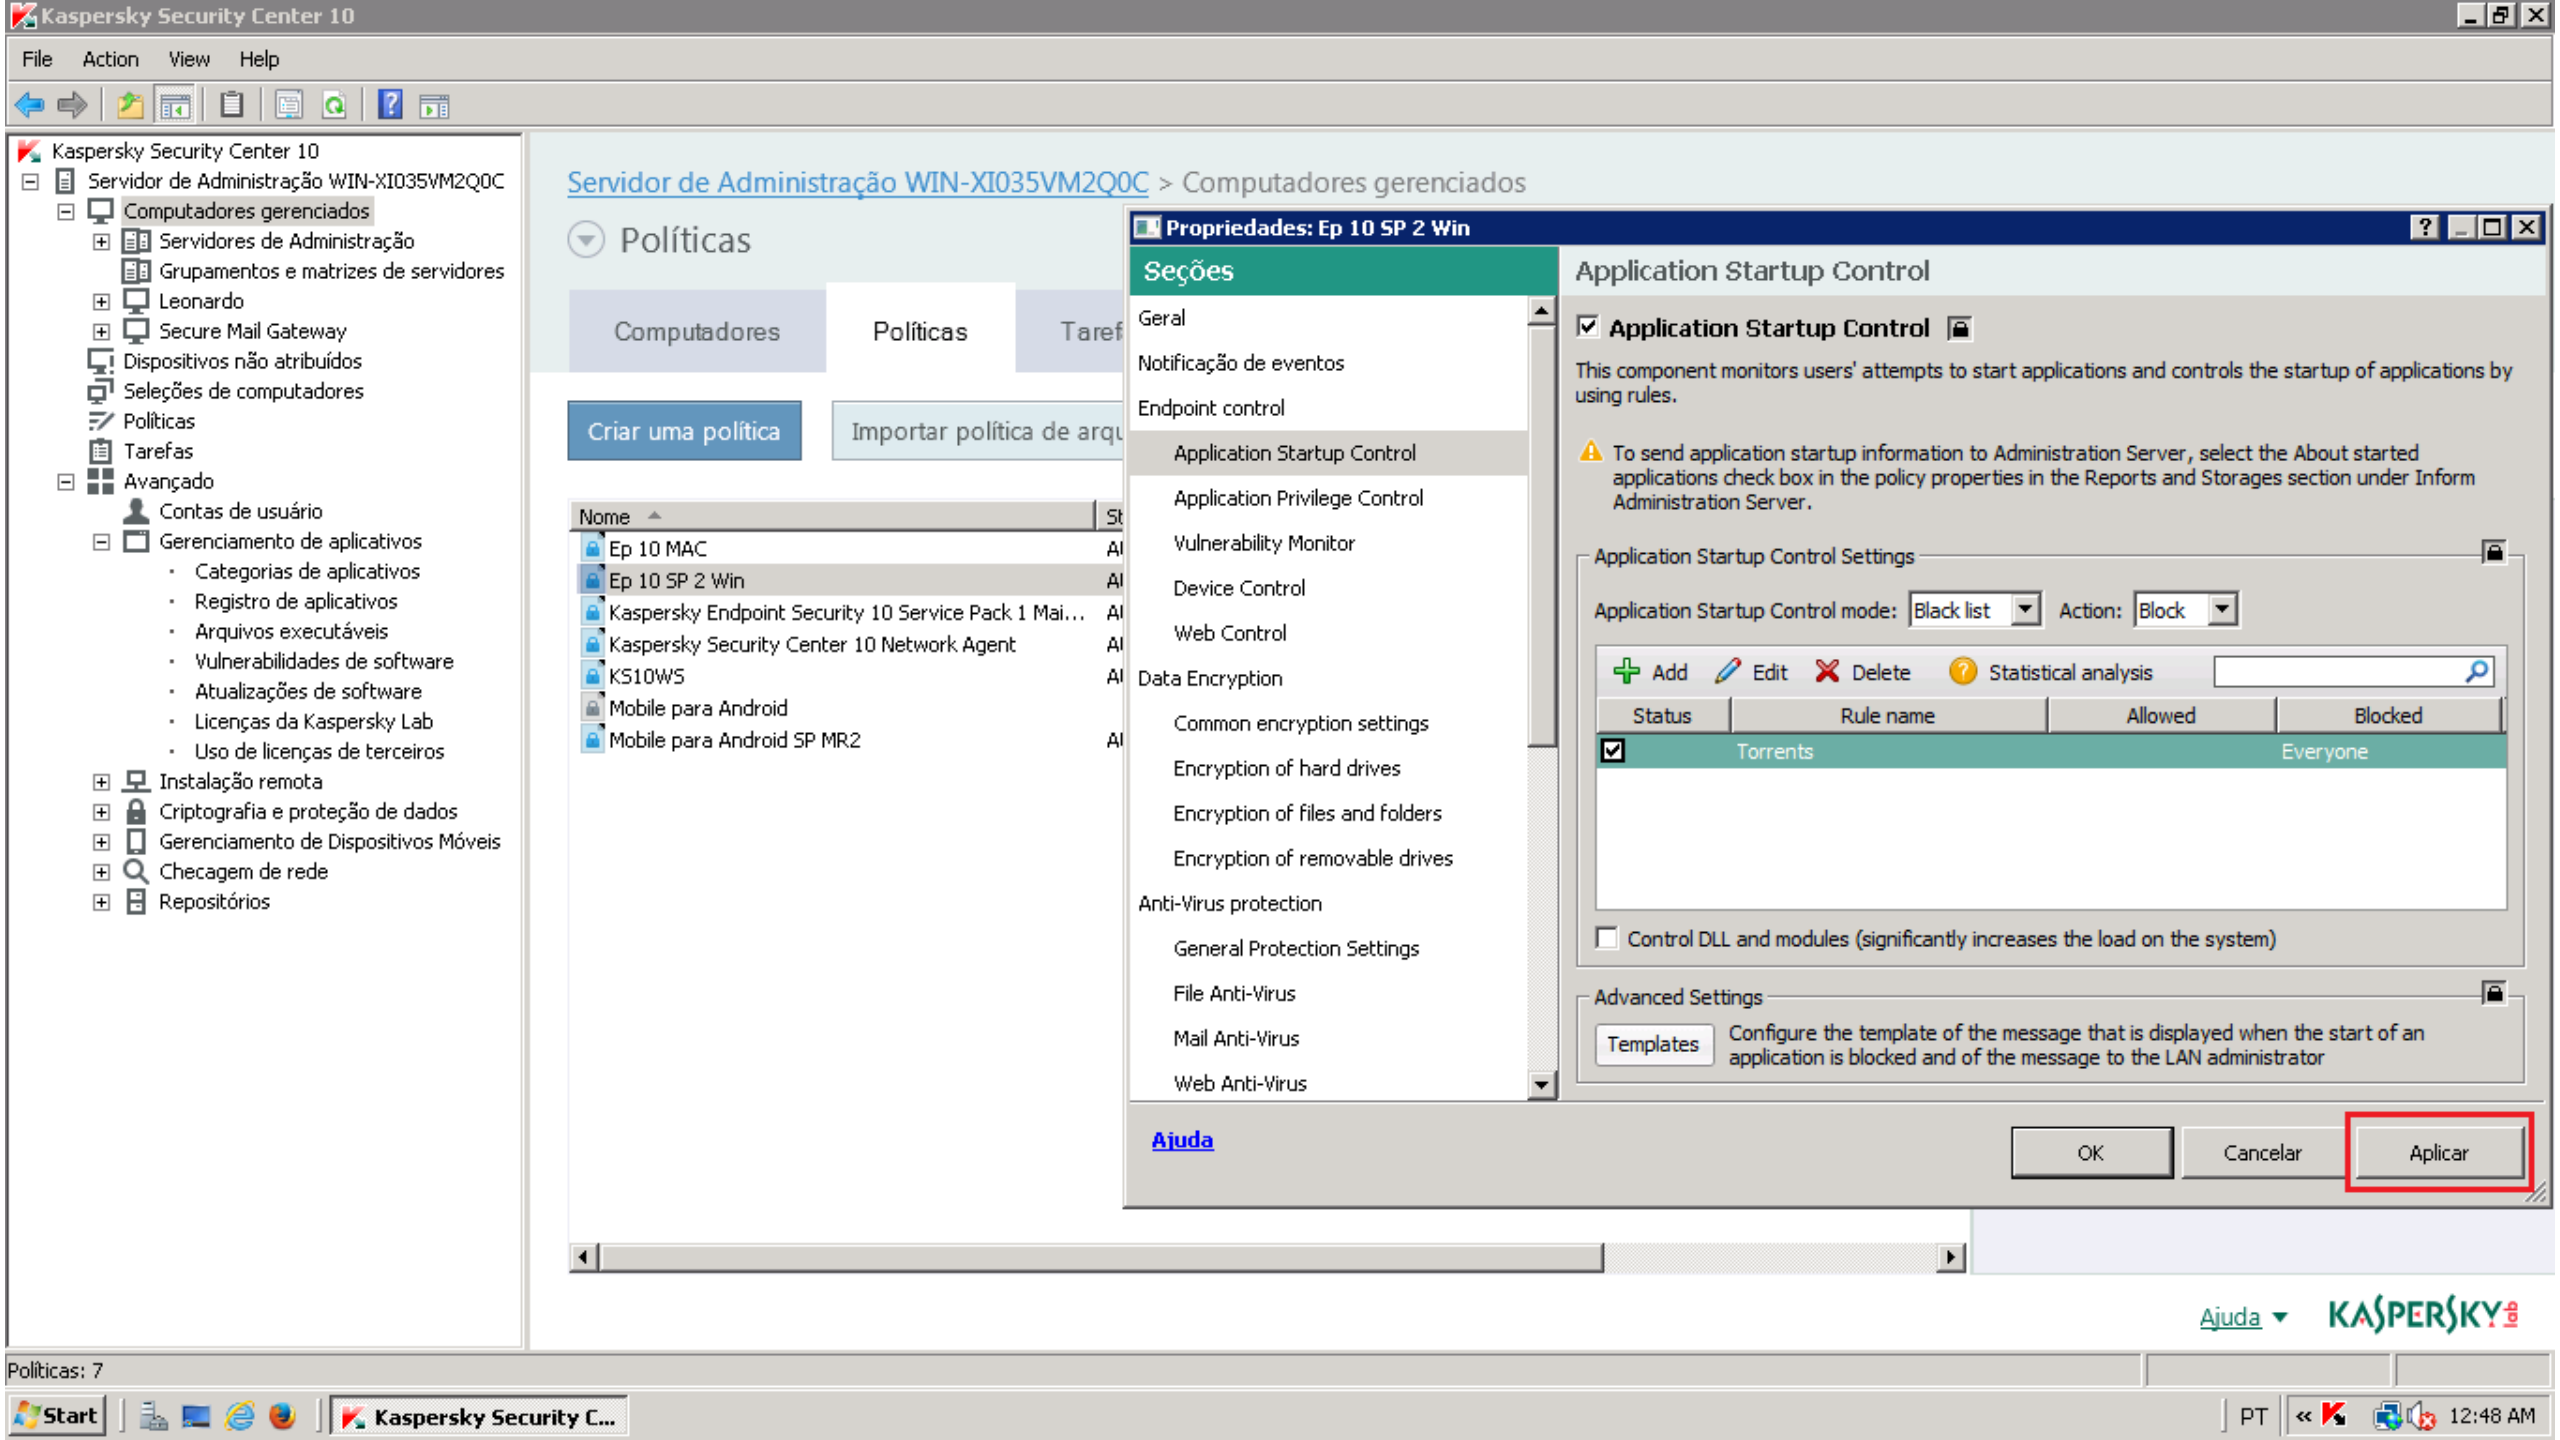 Kaspersky Security Center 10
File Action View Help
Kaspersky Security Center 10
Servidor de Administração WIN-XI035VM2Q0C
Computadores gerenciados
Servidores de Administração
Grupamentos e matrizes de servidores
Leonardo
Secure Mail Gateway
Dispositivos não atribuídos
Seleções de computadores
Políticas
Tarefas
Avançado
Contas de usuário
Gerenciamento de aplicativos
Categorias de aplicativos
Registro de aplicativos
Arquivos executáveis
Vulnerabilidades de software
Atualizações de software
Licenças da Kaspersky Lab
Uso de licenças de terceiros
Instalação remota
Criptografia e proteção de dados
Gerenciamento de Dispositivos Móveis
Checagem de rede
Repositórios
Servidor de Administração WIN-XI035VM2Q0C > Computadores gerenciados
Políticas
Computadores Políticas Taref
Criar uma política Importar política de arqu
Nome St
Ep 10 MAC
Ep 10 SP 2 Win
Kaspersky Endpoint Security 10 Service Pack 1 Mai...
Kaspersky Security Center 10 Network Agent
KS10WS
Mobile para Android
Mobile para Android SP MR2
Propriedades: Ep 10 SP 2 Win
Seções
Geral
Notificação de eventos
Endpoint control
Application Startup Control
Application Privilege Control
Vulnerability Monitor
Device Control
Web Control
Data Encryption
Common encryption settings
Encryption of hard drives
Encryption of files and folders
Encryption of removable drives
Anti-Virus protection
General Protection Settings
File Anti-Virus
Mail Anti-Virus
Web Anti-Virus
Application Startup Control
Application Startup Control
This component monitors users' attempts to start applications and controls the startup of applications by
using rules.
To send application startup information to Administration Server, select the About started
applications check box in the policy properties in the Reports and Storages section under Inform
Administration Server.
Application Startup Control Settings
Application Startup Control mode: Black list Action: Block
Add Edit Delete Statistical analysis
Status Rule name Allowed Blocked
Torrents Everyone
Control DLL and modules (significantly increases the load on the system)
Advanced Settings
Templates
Configure the template of the message that is displayed when the start of an
application is blocked and of the message to the LAN administrator
Ajuda
OK Cancelar Aplicar
Ajuda KASPERSKY lab
Políticas: 7
Start Kaspersky Security C... PT « 12:48 AM